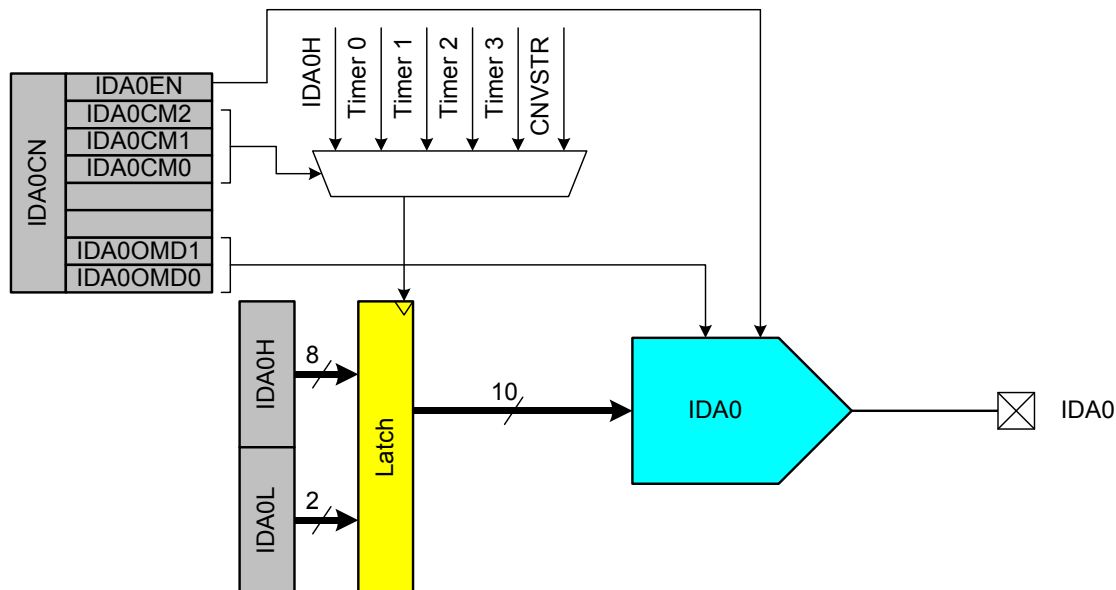 IDA0CN
IDA0EN
IDA0CM2
IDA0CM1
IDA0CM0
IDA0OMD1
IDA0OMD0
IDA0H
Timer 0
Timer 1
Timer 2
Timer 3
CNVSTR
IDA0H
8
IDA0L
2
Latch
10
IDA0
IDA0